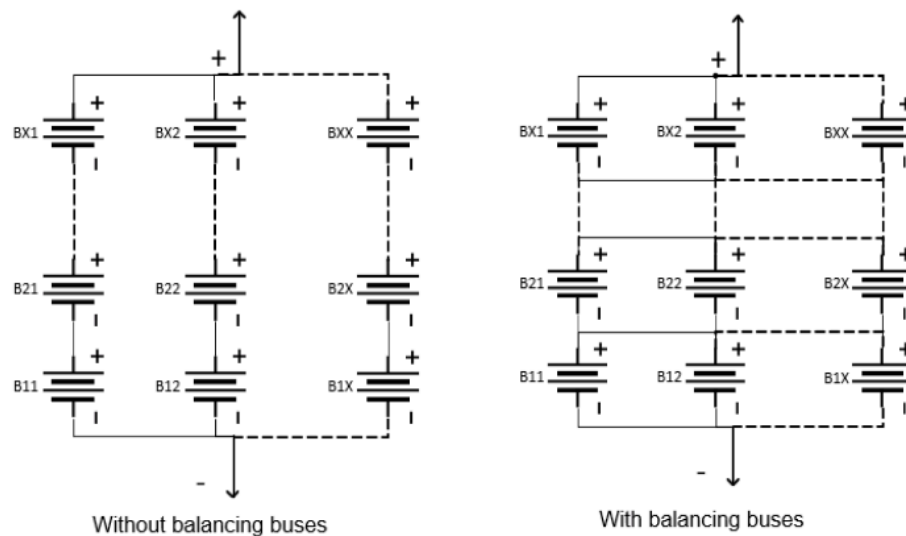 + +
+ + + + + +
BX1 BX2 BXX BX1 BX2 BXX
+ + + + + +
B21 B22 B2X B21 B22 B2X
+ + + + + +
B11 B12 B1X B11 B12 B1X
- -
Without balancing buses With balancing buses